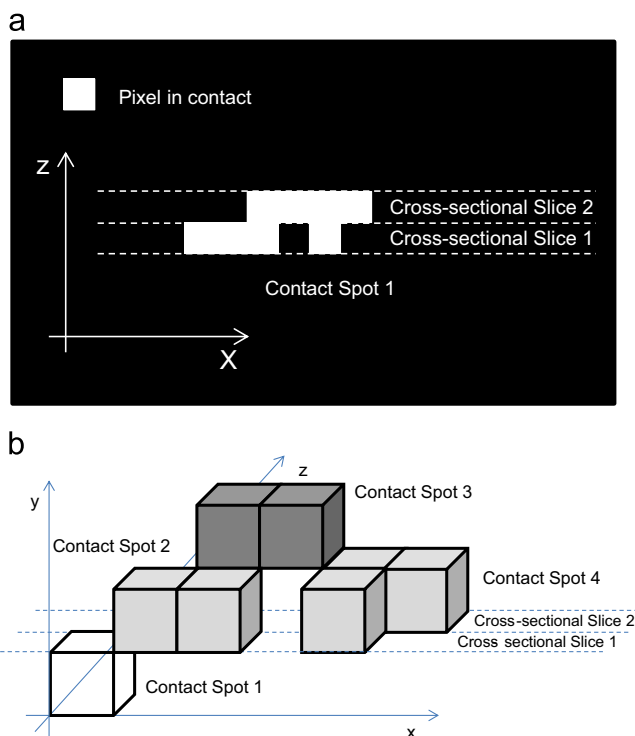 a
Pixel in contact
z
Cross-sectional Slice 2
Cross-sectional Slice 1
Contact Spot 1
X
b
z
y
Contact Spot 3
Contact Spot 2
Contact Spot 4
Cross-sectional Slice 2
Cross sectional Slice 1
Contact Spot 1
x